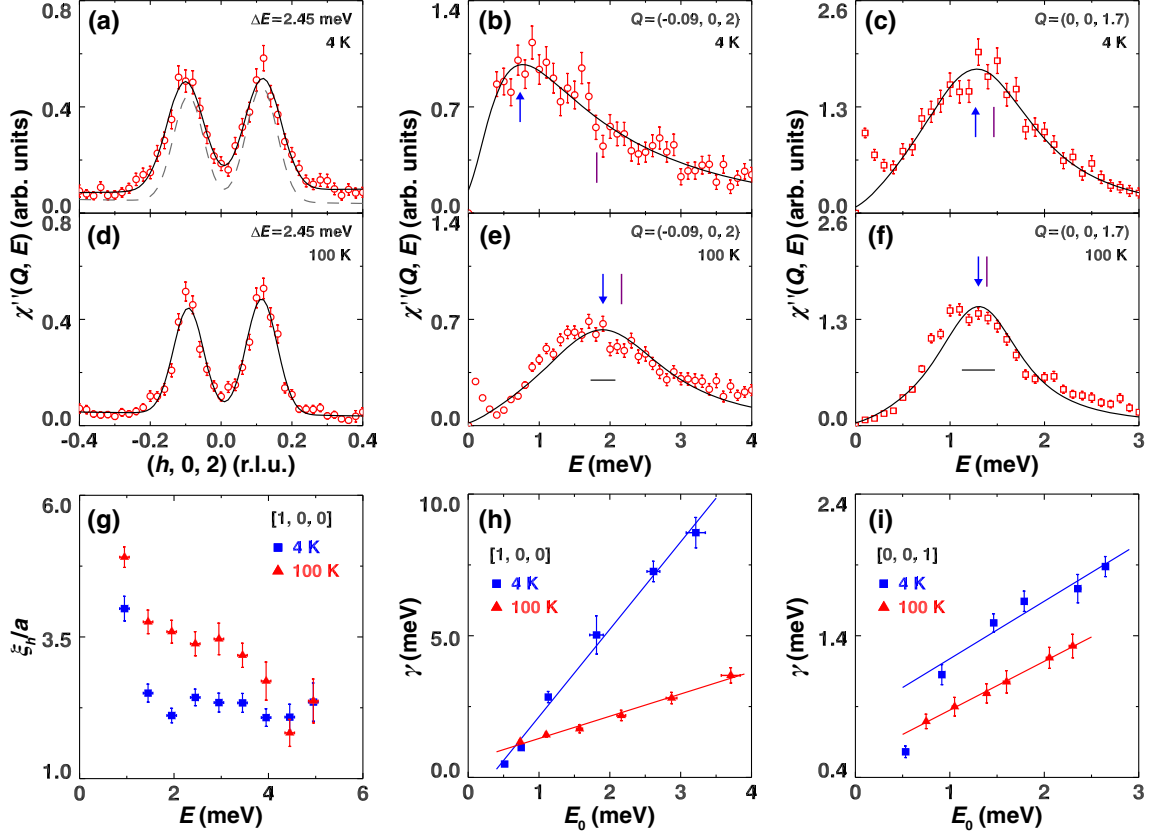 (a)
ΔE=2.45 meV
4 K
(b)
Q=(-0.09, 0, 2)
4 K
(c)
Q=(0, 0, 1.7)
4 K
0.8
0.4
0.0
χ''(Q, E) (arb. units)
1.4
0.7
0.0
χ''(Q, E) (arb. units)
2.6
1.3
0.0
χ''(Q, E) (arb. units)
(d)
ΔE=2.45 meV
100 K
(e)
Q=(-0.09, 0, 2)
100 K
(f)
Q=(0, 0, 1.7)
100 K
0.8
0.4
0.0
1.4
0.7
0.0
2.6
1.3
0.0
-0.4 -0.2 0.0 0.2 0.4
(h, 0, 2) (r.l.u.)
0 1 2 3 4
E (meV)
0 1 2 3
E (meV)
(g)
[1, 0, 0]
4 K
100 K
6.0
3.5
1.0
ξh/a
0 2 4 6
E (meV)
(h)
[1, 0, 0]
4 K
100 K
10.0
5.0
0.0
γ (meV)
0 1 2 3 4
E0 (meV)
(i)
[0, 0, 1]
4 K
100 K
2.4
1.4
0.4
γ (meV)
0 1 2 3
E0 (meV)